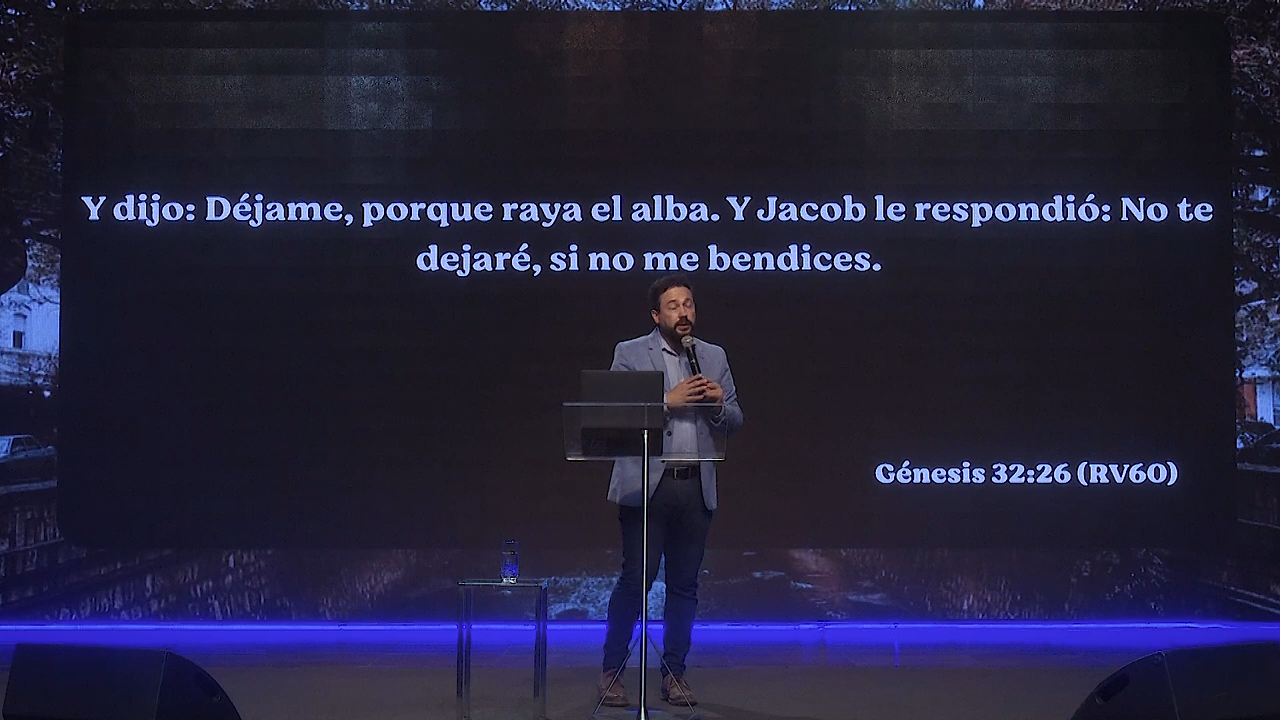 Y dijo: Déjame, porque raya el alba. Y Jacob le respondió: No te
dejaré, si no me bendices.
Génesis 32:26 (RV60)